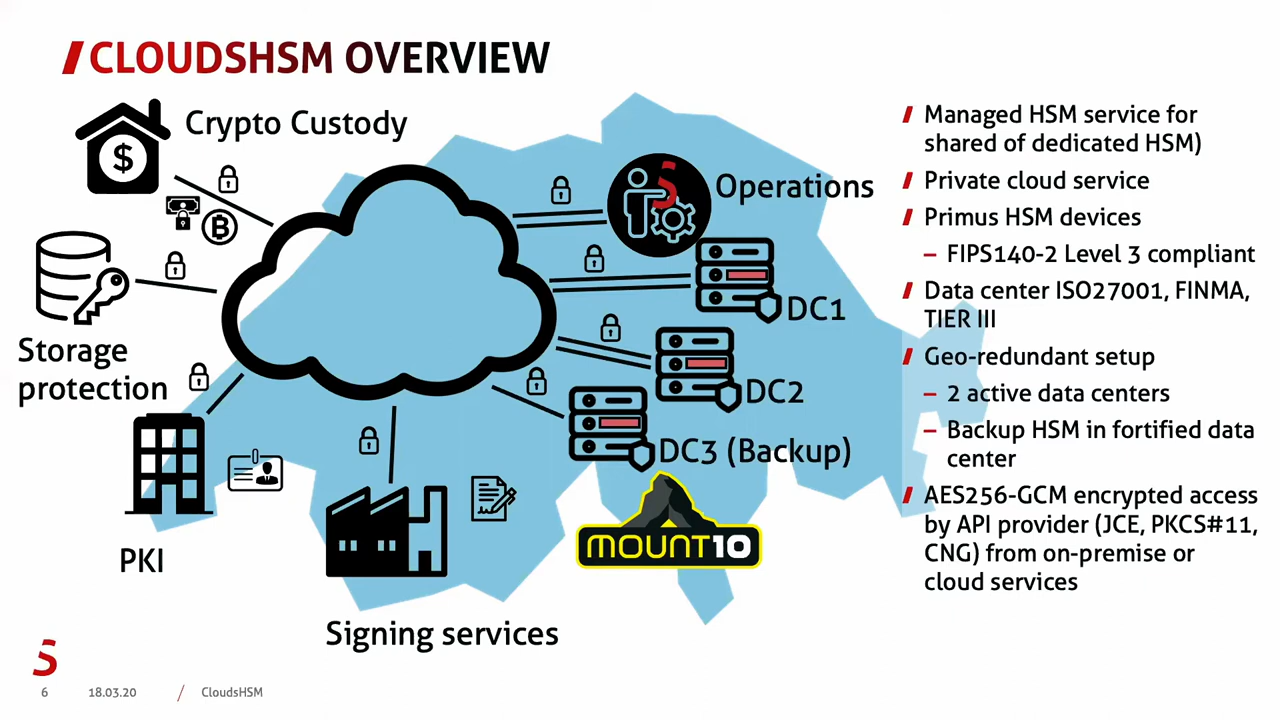 CLOUDSHSM OVERVIEW
Crypto Custody
$
B
Storage
protection
PKI
Signing services
Operations
DC1
DC2
DC3 (Backup)
MOUNT10
Managed HSM service for
shared of dedicated HSM)
Private cloud service
Primus HSM devices
– FIPS140-2 Level 3 compliant
Data center ISO27001, FINMA,
TIER III
Geo-redundant setup
– 2 active data centers
– Backup HSM in fortified data
center
AES256-GCM encrypted access
by API provider (JCE, PKCS#11,
CNG) from on-premise or
cloud services
6 18.03.20 / CloudsHSM